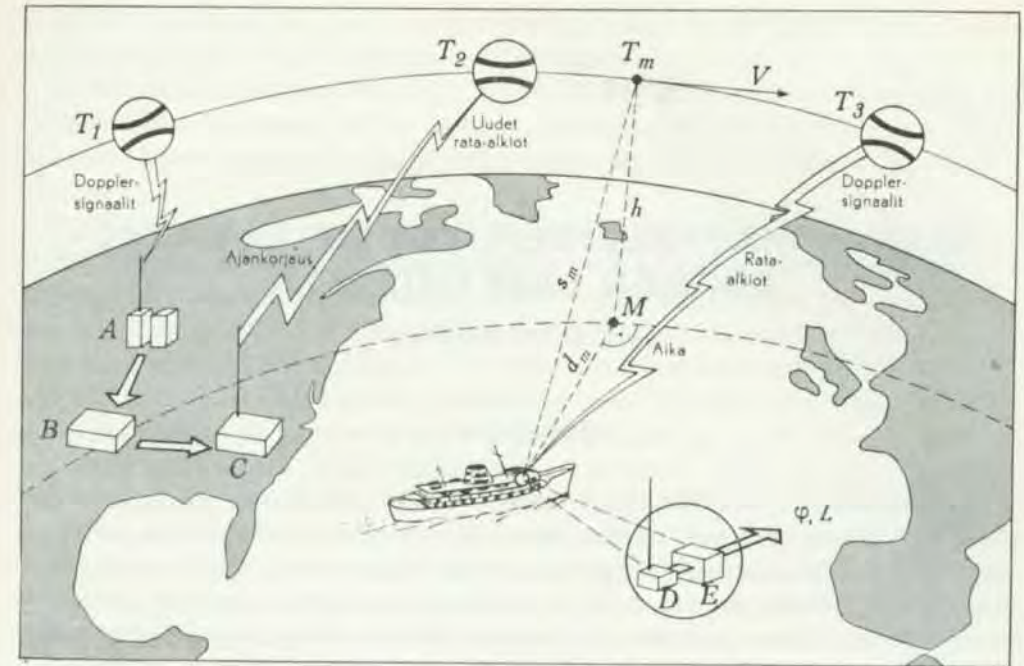 T1
T2
Tm
V
T3
Doppler-
signaalit
Uudet
rata-alkiot
Doppler-
signaalit
h
Ajankorjaus
sm
Rata-
alkiot
A
M
dm
Aika
B
C
φ, L
D
E